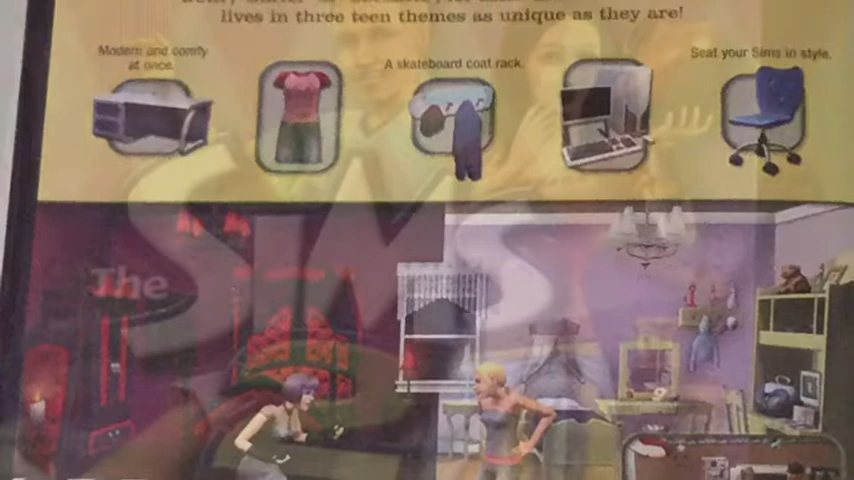 lives in three teen themes as unique as they are!
Modern and comfy
at once.
A skateboard coat rack.
Seat your Sims in style.
The
SIMS